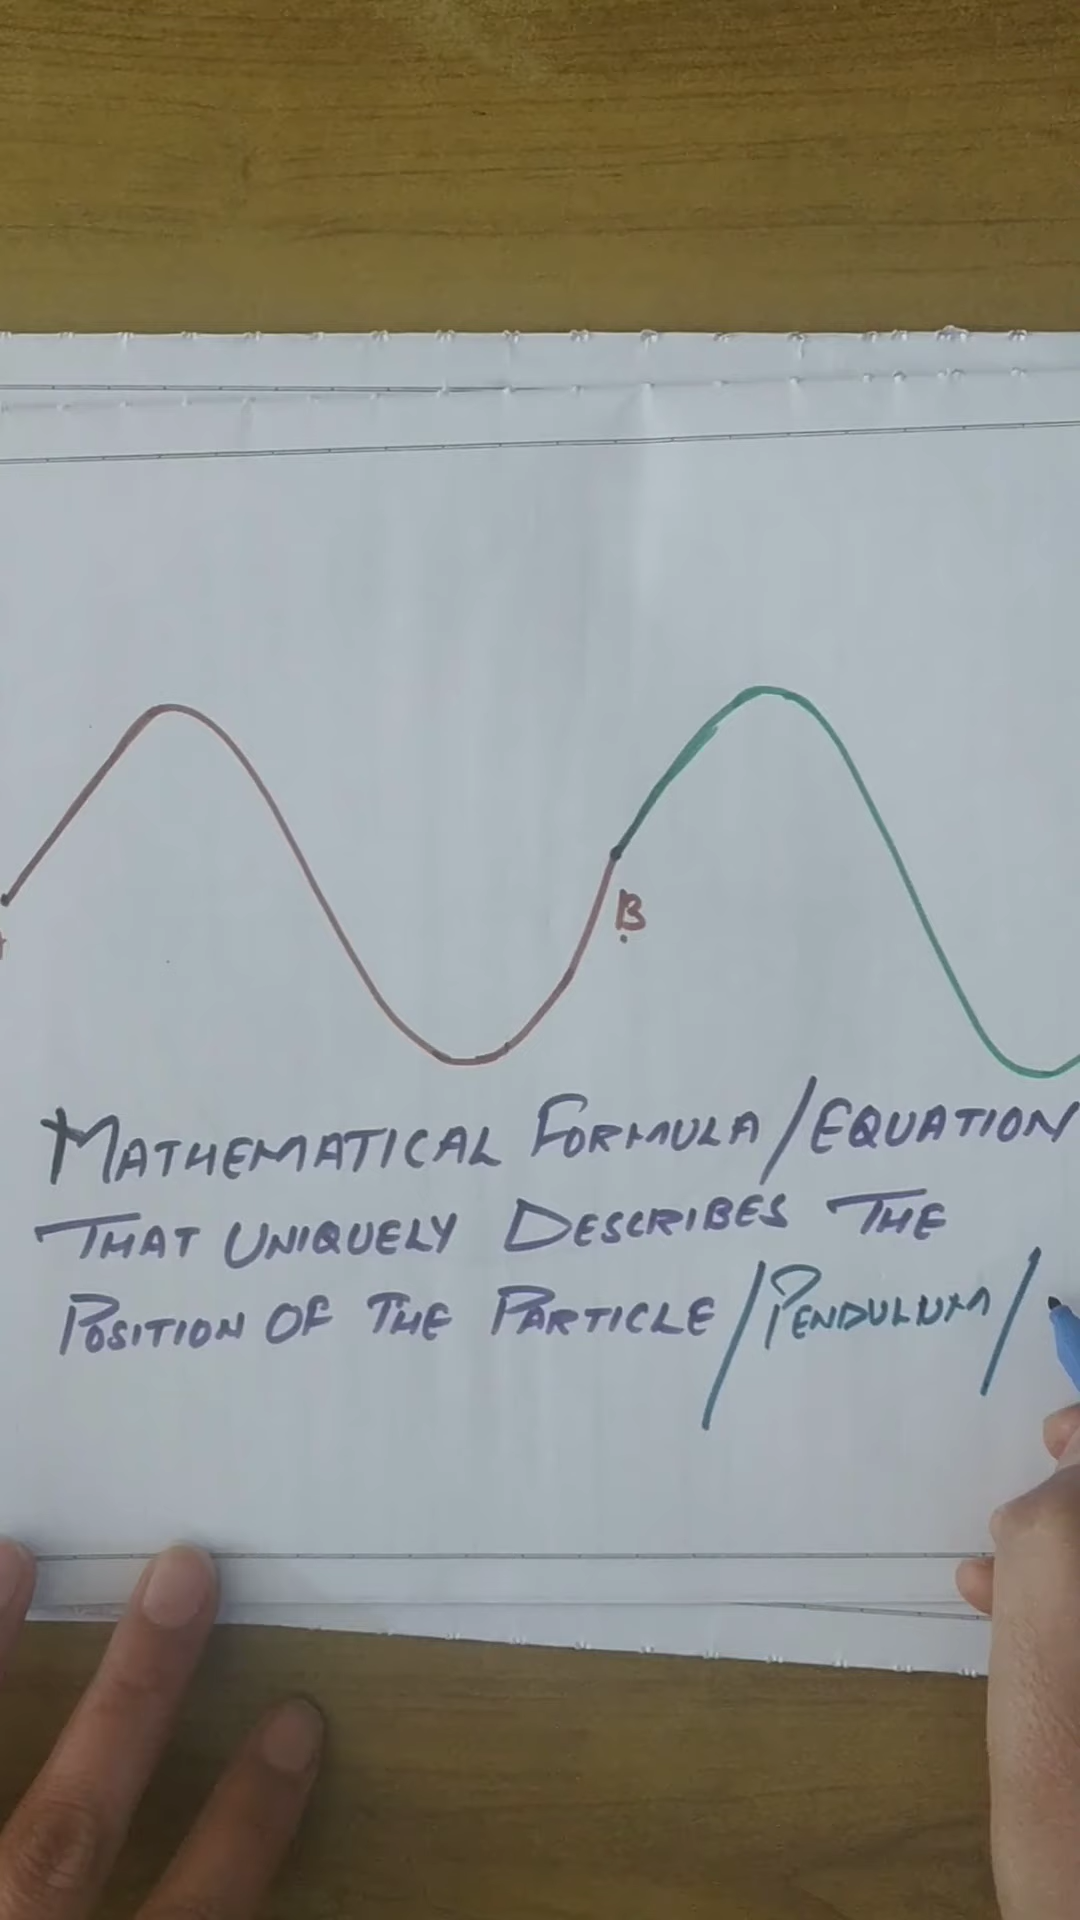 B
MATHEMATICAL FORMULA/EQUATION
THAT UNIQUELY DESCRIBES THE
POSITION OF THE PARTICLE/PENDULUM/